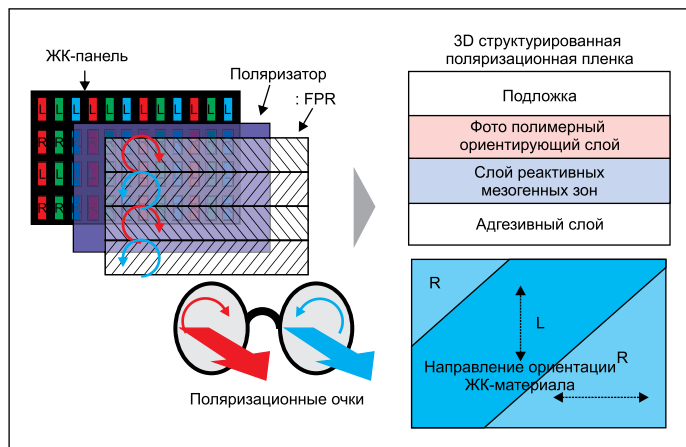 ЖК-панель
Поляризатор
: FPR
L L L L L L L L L L L
R R
L L
R R
Поляризационные очки
3D структурированная
поляризационная пленка
Подложка
Фото полимерный
ориентирующий слой
Слой реактивных
мезогенных зон
Адгезивный слой
R
L
Направление ориентации
ЖК-материала
R